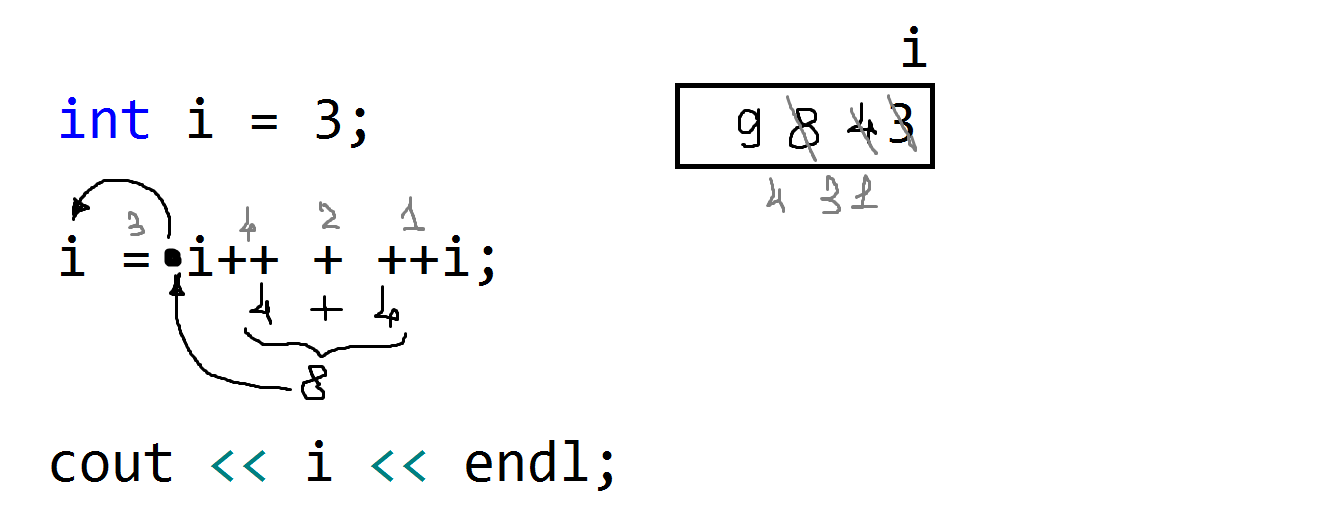 i
int i = 3;
9 8 4 3
4 3 1
3 4 2 1
i = i++ + ++i;
4 + 4
8
cout << i << endl;